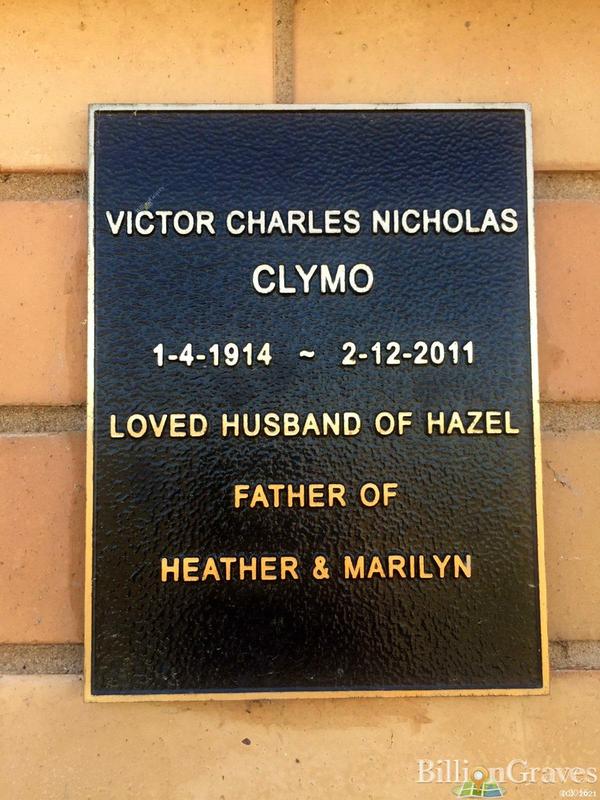 VICTOR CHARLES NICHOLAS
CLYMO
1-4-1914 ~ 2-12-2011
LOVED HUSBAND OF HAZEL
FATHER OF
HEATHER & MARILYN
BillionGraves